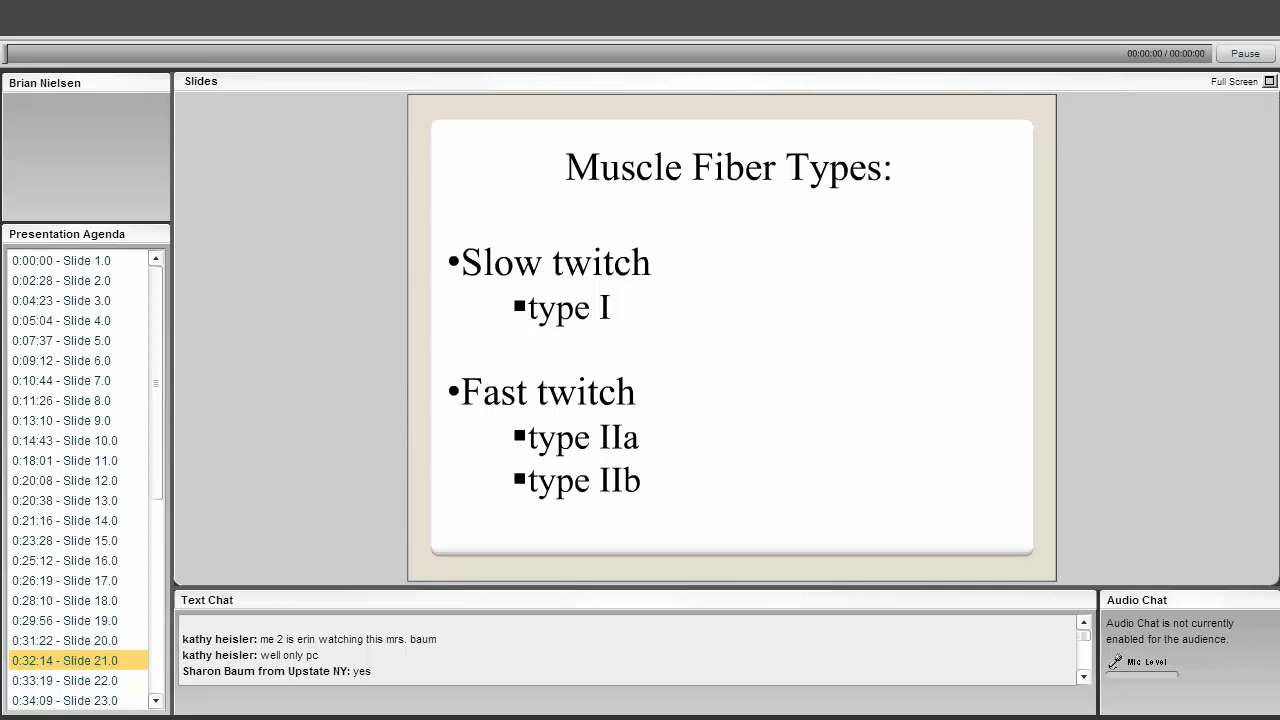 00:00:00 / 00:00:00
Pause
Brian Nielsen
Slides
Full Screen
Muscle Fiber Types:
•Slow twitch
▪type I
•Fast twitch
▪type IIa
▪type IIb
Presentation Agenda
0:00:00 - Slide 1.0
0:02:28 - Slide 2.0
0:04:23 - Slide 3.0
0:05:04 - Slide 4.0
0:07:37 - Slide 5.0
0:09:12 - Slide 6.0
0:10:44 - Slide 7.0
0:11:26 - Slide 8.0
0:13:10 - Slide 9.0
0:14:43 - Slide 10.0
0:18:01 - Slide 11.0
0:20:08 - Slide 12.0
0:20:38 - Slide 13.0
0:21:16 - Slide 14.0
0:23:28 - Slide 15.0
0:25:12 - Slide 16.0
0:26:19 - Slide 17.0
0:28:10 - Slide 18.0
0:29:56 - Slide 19.0
0:31:22 - Slide 20.0
0:32:14 - Slide 21.0
0:33:19 - Slide 22.0
0:34:09 - Slide 23.0
Text Chat
kathy heisler: me 2 is erin watching this mrs. baum
kathy heisler: well only pc
Sharon Baum from Upstate NY: yes
Audio Chat
Audio Chat is not currently
enabled for the audience.
Mic Level